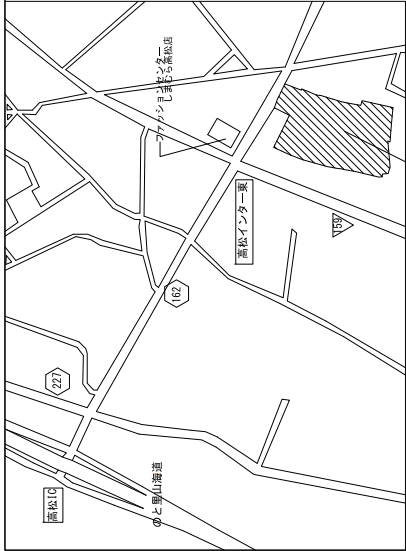 ファッションセンター
しまむら高松店
高松インター東
159
162
227
高松IC
のと里山海道